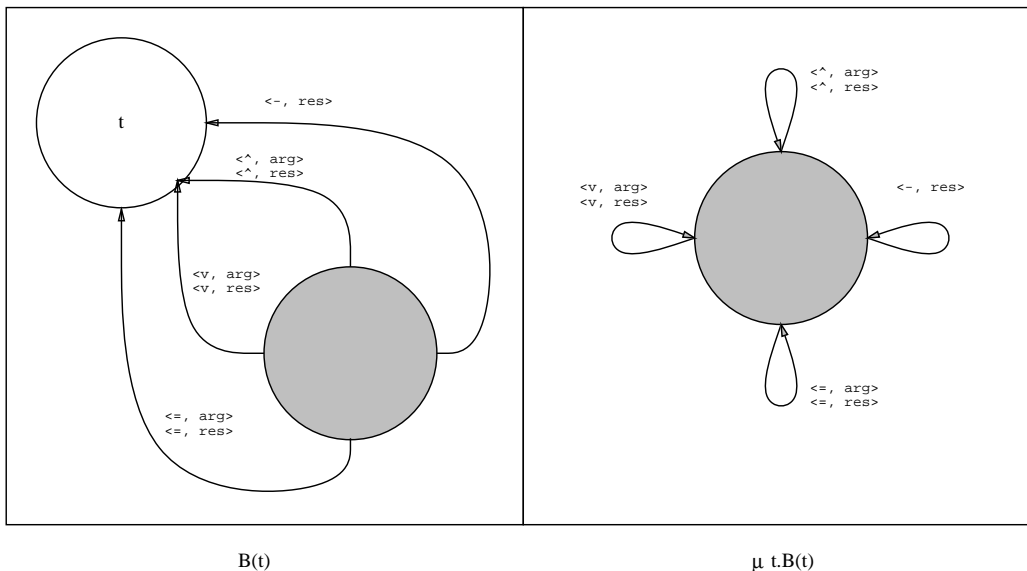 <-, res>
t
<^, arg>
<^, res>
<v, arg>
<v, res>
<=, arg>
<=, res>
B(t)
<^, arg>
<^, res>
<v, arg>
<v, res>
<-, res>
<=, arg>
<=, res>
μ t.B(t)